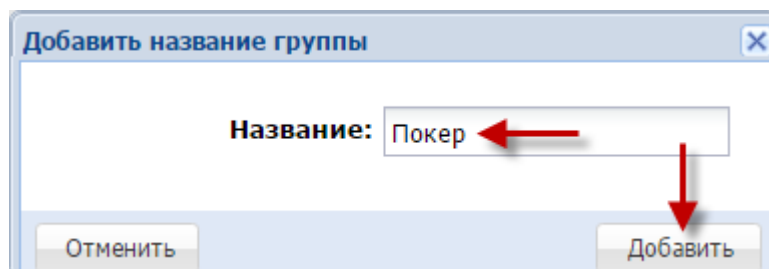 Добавить название группы
Название: Покер
Отменить Добавить